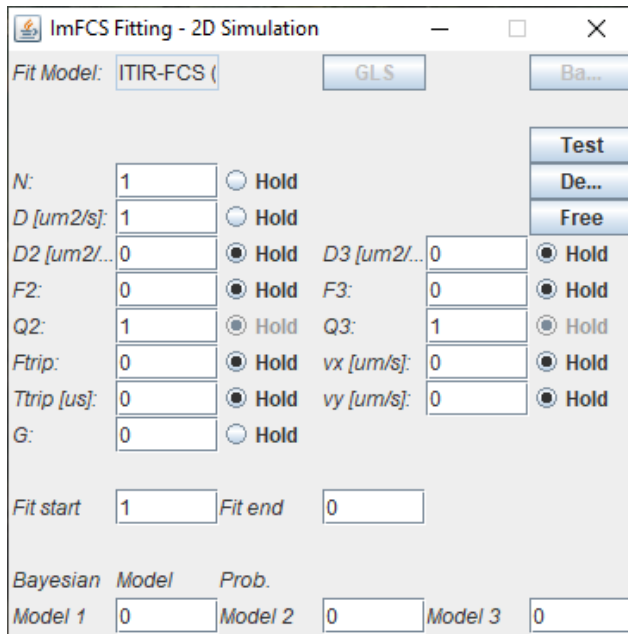 ImFCS Fitting - 2D Simulation
Fit Model: ITIR-FCS ( GLS Ba...
Test
N: 1 Hold De...
D [um2/s]: 1 Hold Free
D2 [um2/... 0 Hold D3 [um2/... 0 Hold
F2: 0 Hold F3: 0 Hold
Q2: 1 Hold Q3: 1 Hold
Ftrip: 0 Hold vx [um/s]: 0 Hold
Ttrip [us]: 0 Hold vy [um/s]: 0 Hold
G: 0 Hold
Fit start 1 Fit end 0
Bayesian Model Prob.
Model 1 0 Model 2 0 Model 3 0